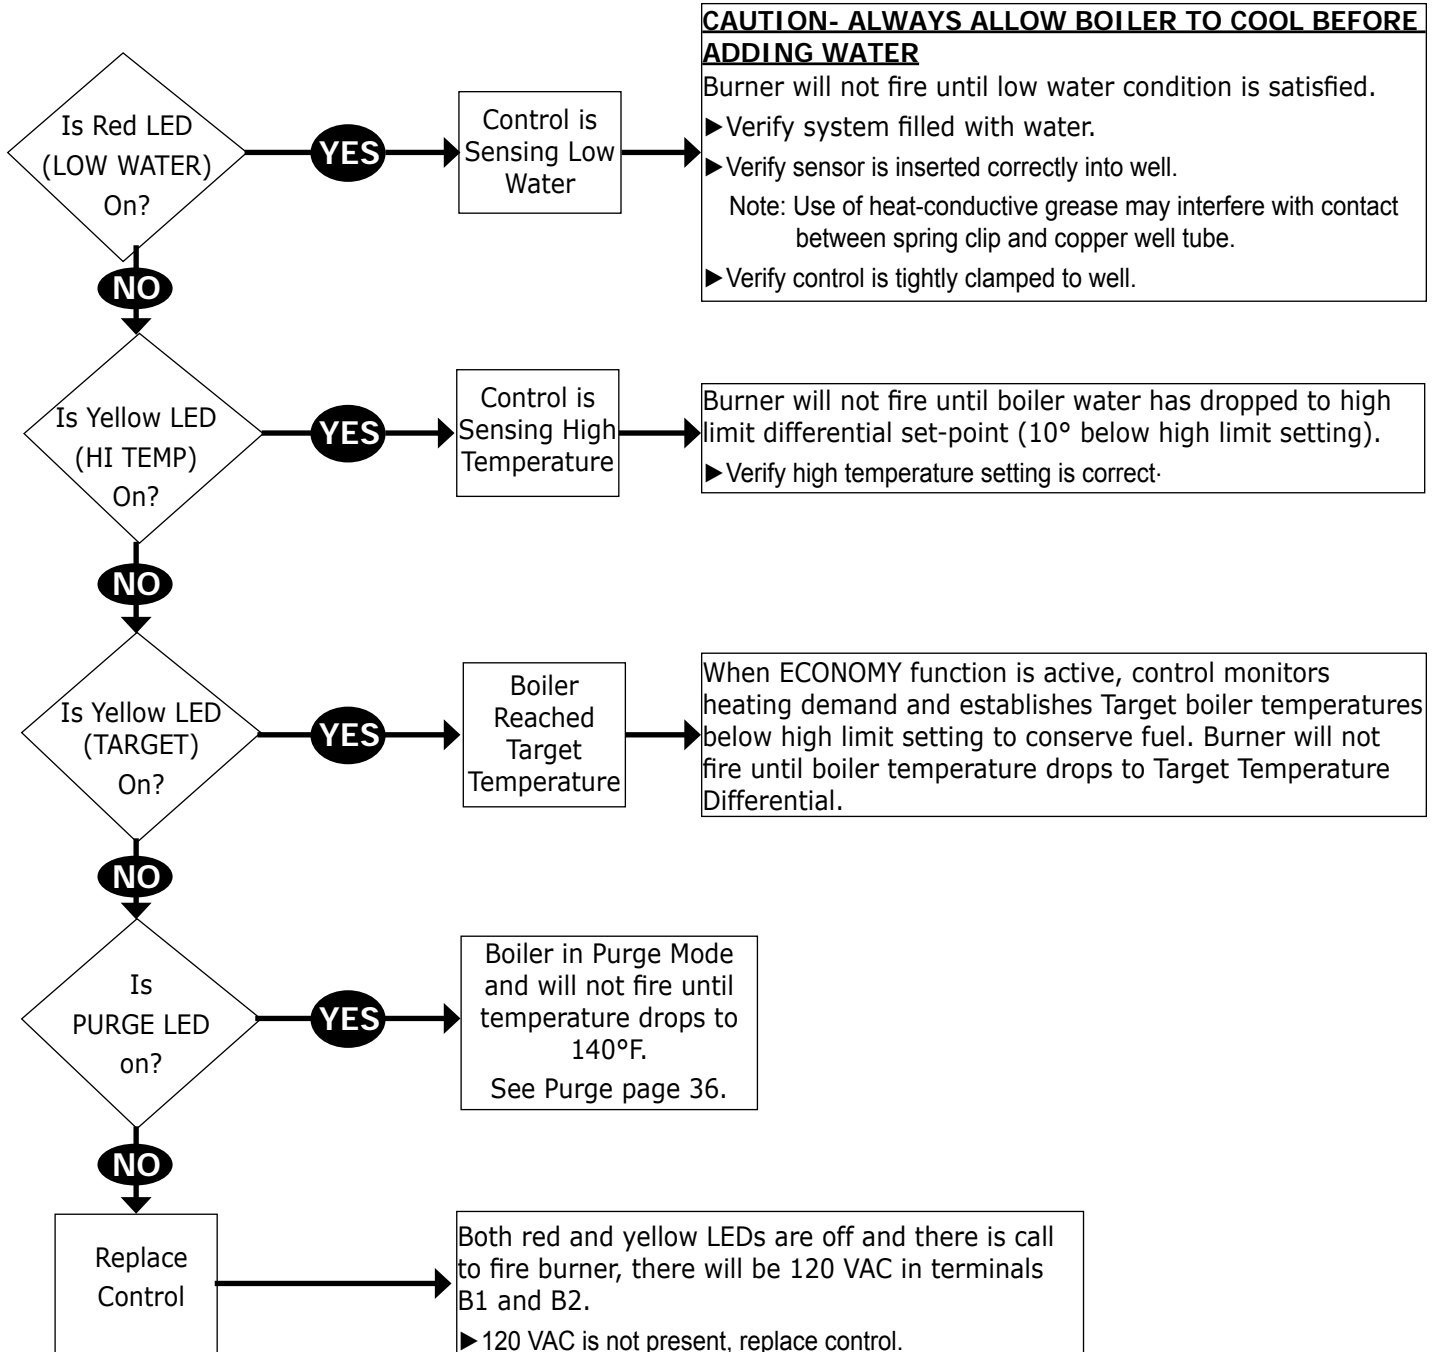 CAUTION- ALWAYS ALLOW BOILER TO COOL BEFORE
ADDING WATER
Burner will not fire until low water condition is satisfied.
►Verify system filled with water.
►Verify sensor is inserted correctly into well.
Note: Use of heat-conductive grease may interfere with contact
between spring clip and copper well tube.
►Verify control is tightly clamped to well.
Is Red LED
(LOW WATER)
On?
YES
Control is
Sensing Low
Water
NO
Is Yellow LED
(HI TEMP)
On?
YES
Control is
Sensing High
Temperature
Burner will not fire until boiler water has dropped to high
limit differential set-point (10° below high limit setting).
►Verify high temperature setting is correct.
NO
Is Yellow LED
(TARGET)
On?
YES
Boiler
Reached
Target
Temperature
When ECONOMY function is active, control monitors
heating demand and establishes Target boiler temperatures
below high limit setting to conserve fuel. Burner will not
fire until boiler temperature drops to Target Temperature
Differential.
NO
Is
PURGE LED
on?
YES
Boiler in Purge Mode
and will not fire until
temperature drops to
140°F.
See Purge page 36.
NO
Replace
Control
Both red and yellow LEDs are off and there is call
to fire burner, there will be 120 VAC in terminals
B1 and B2.
►120 VAC is not present, replace control.